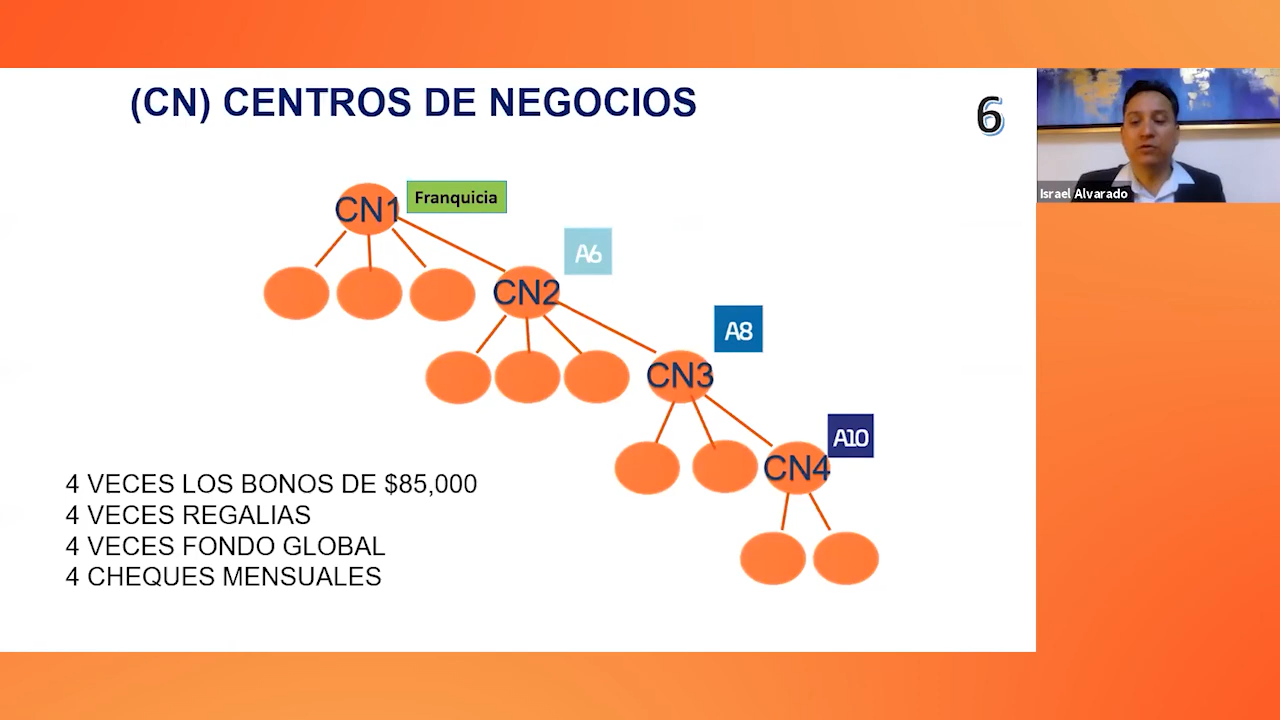 (CN) CENTROS DE NEGOCIOS
6
Israel Alvarado
CN1
Franquicia
A6
CN2
A8
CN3
A10
CN4
4 VECES LOS BONOS DE $85,000
4 VECES REGALIAS
4 VECES FONDO GLOBAL
4 CHEQUES MENSUALES